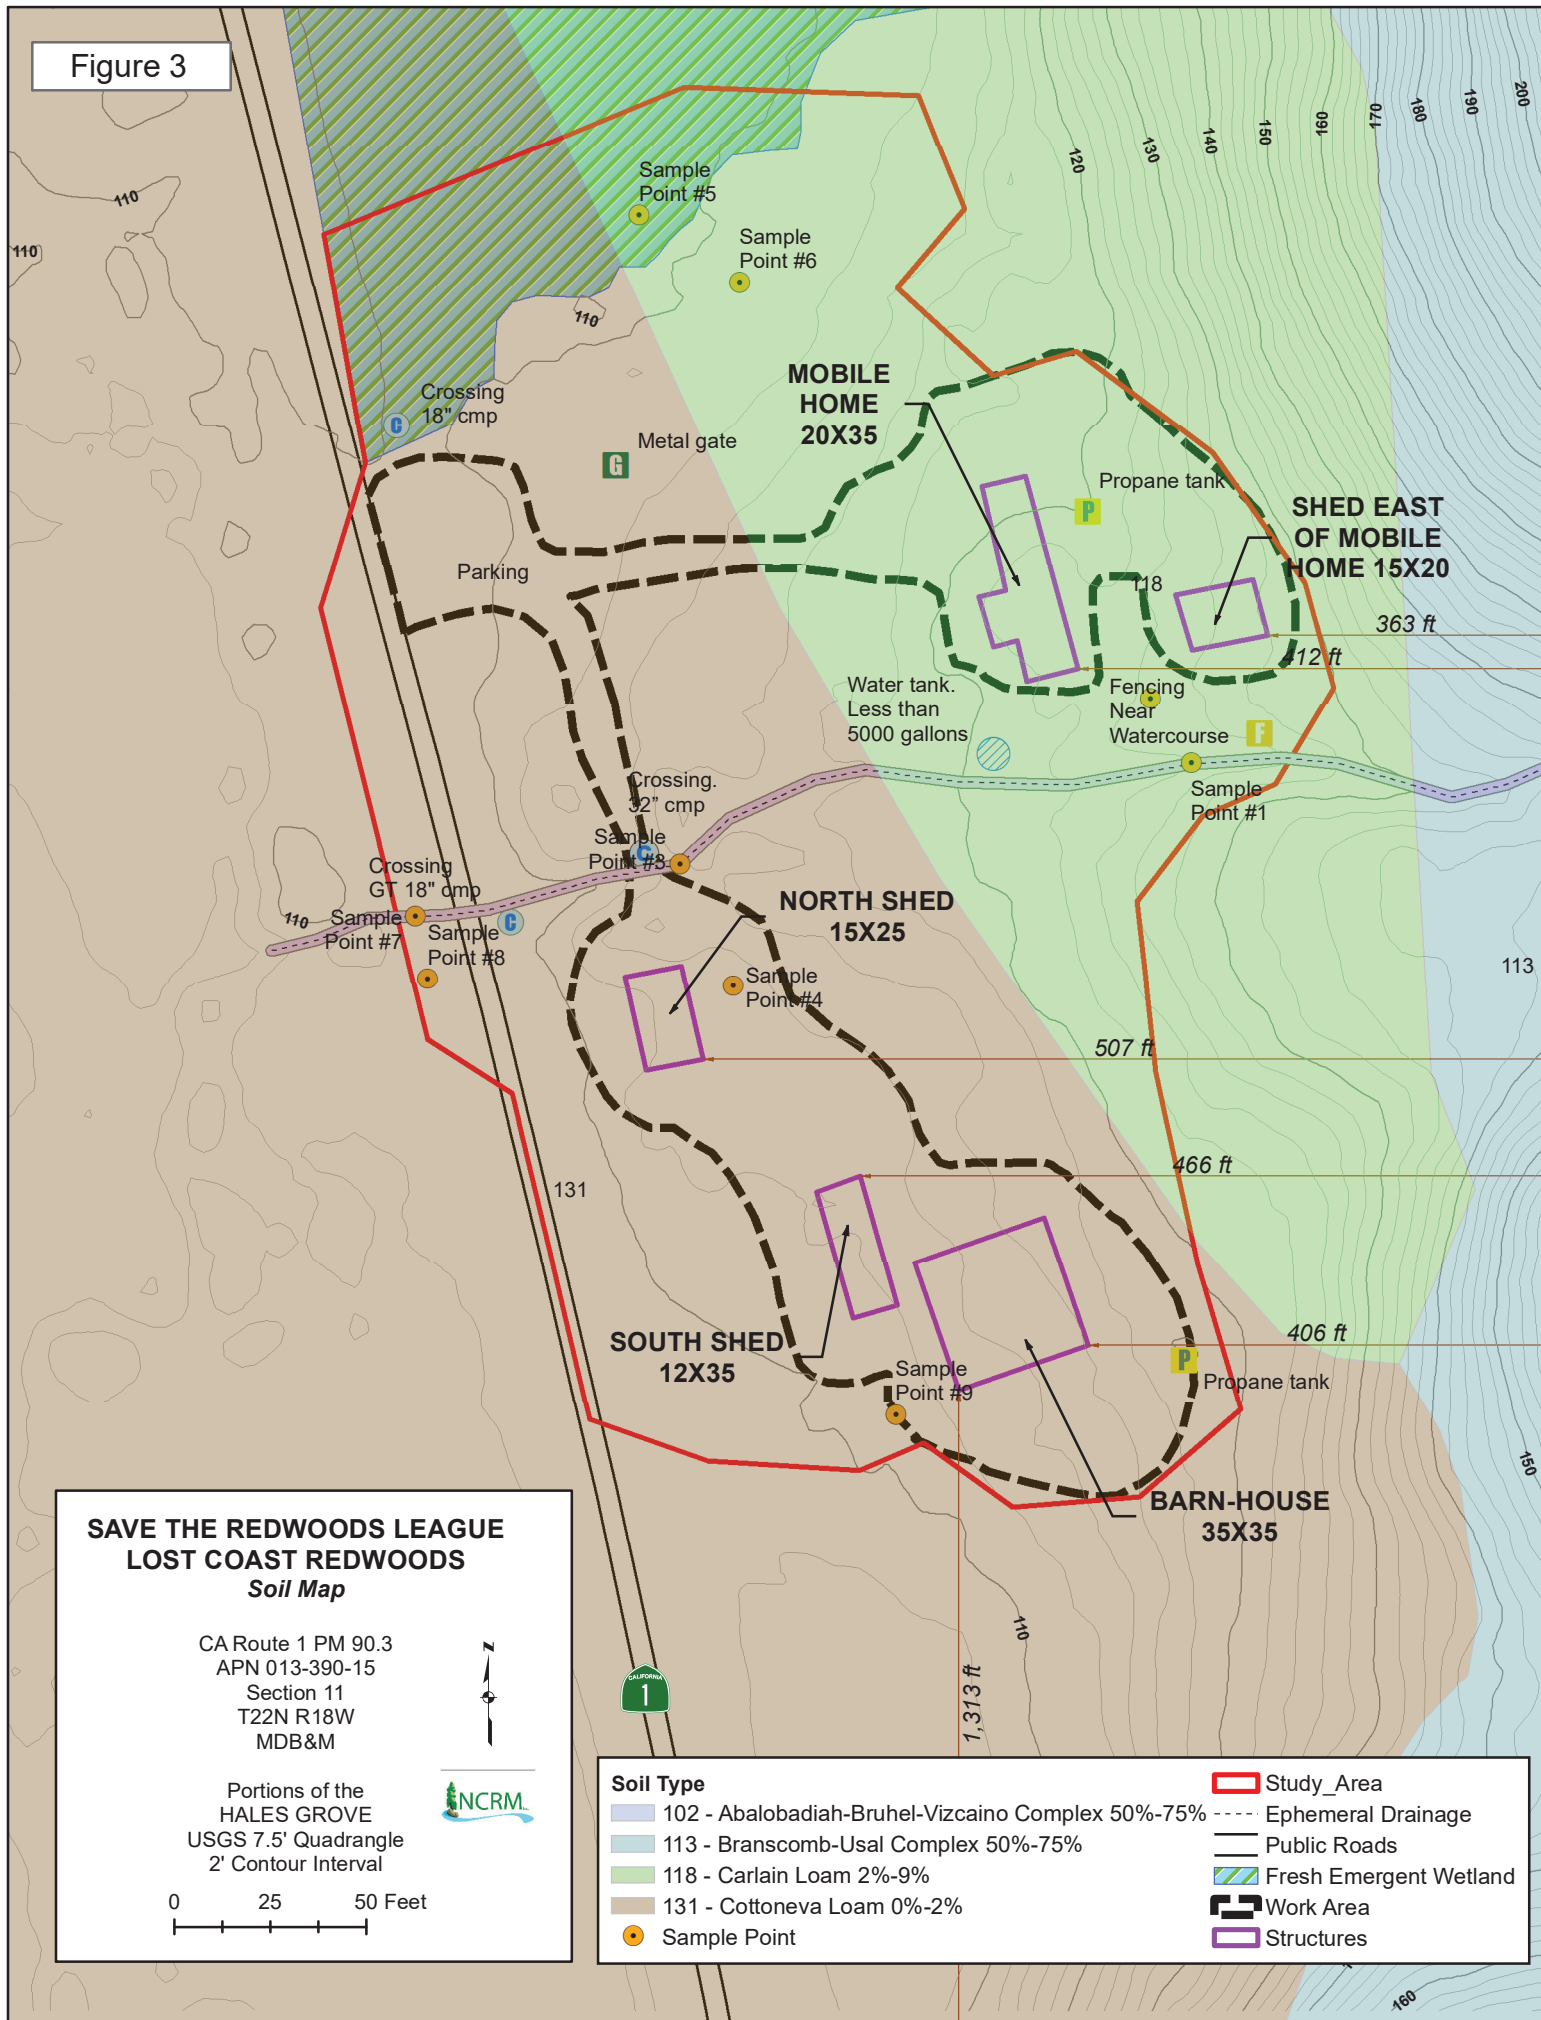 Figure 3
110
110
110
120
130
140
150
160
170
180
190
200
Sample
Point #5
Sample
Point #6
MOBILE
HOME
20X35
Crossing
18" cmp
C
Metal gate
G
Propane tank
P
SHED EAST
OF MOBILE
HOME 15X20
Parking
118
363 ft
412 ft
Water tank.
Less than
5000 gallons
Fencing
Near
Watercourse
F
Sample
Point #1
Crossing.
32” cmp
Sample
Point #3
C
Crossing
GT 18" cmp
C
110
Sample
Point #7
Sample
Point #8
NORTH SHED
15X25
Sample
Point #4
113
507 ft
466 ft
131
SOUTH SHED
12X35
406 ft
P
Propane tank
Sample
Point #9
BARN-HOUSE
35X35
150
110
1,313 ft
CALIFORNIA
1
160
SAVE THE REDWOODS LEAGUE
LOST COAST REDWOODS
Soil Map
CA Route 1 PM 90.3
APN 013-390-15
Section 11
T22N R18W
MDB&M
N
Portions of the
HALES GROVE
USGS 7.5' Quadrangle
2' Contour Interval
NCRM
0 25 50 Feet
Soil Type
102 - Abalobadiah-Bruhel-Vizcaino Complex 50%-75%
113 - Branscomb-Usal Complex 50%-75%
118 - Carlain Loam 2%-9%
131 - Cottoneva Loam 0%-2%
Sample Point
Study_Area
Ephemeral Drainage
Public Roads
Fresh Emergent Wetland
Work Area
Structures